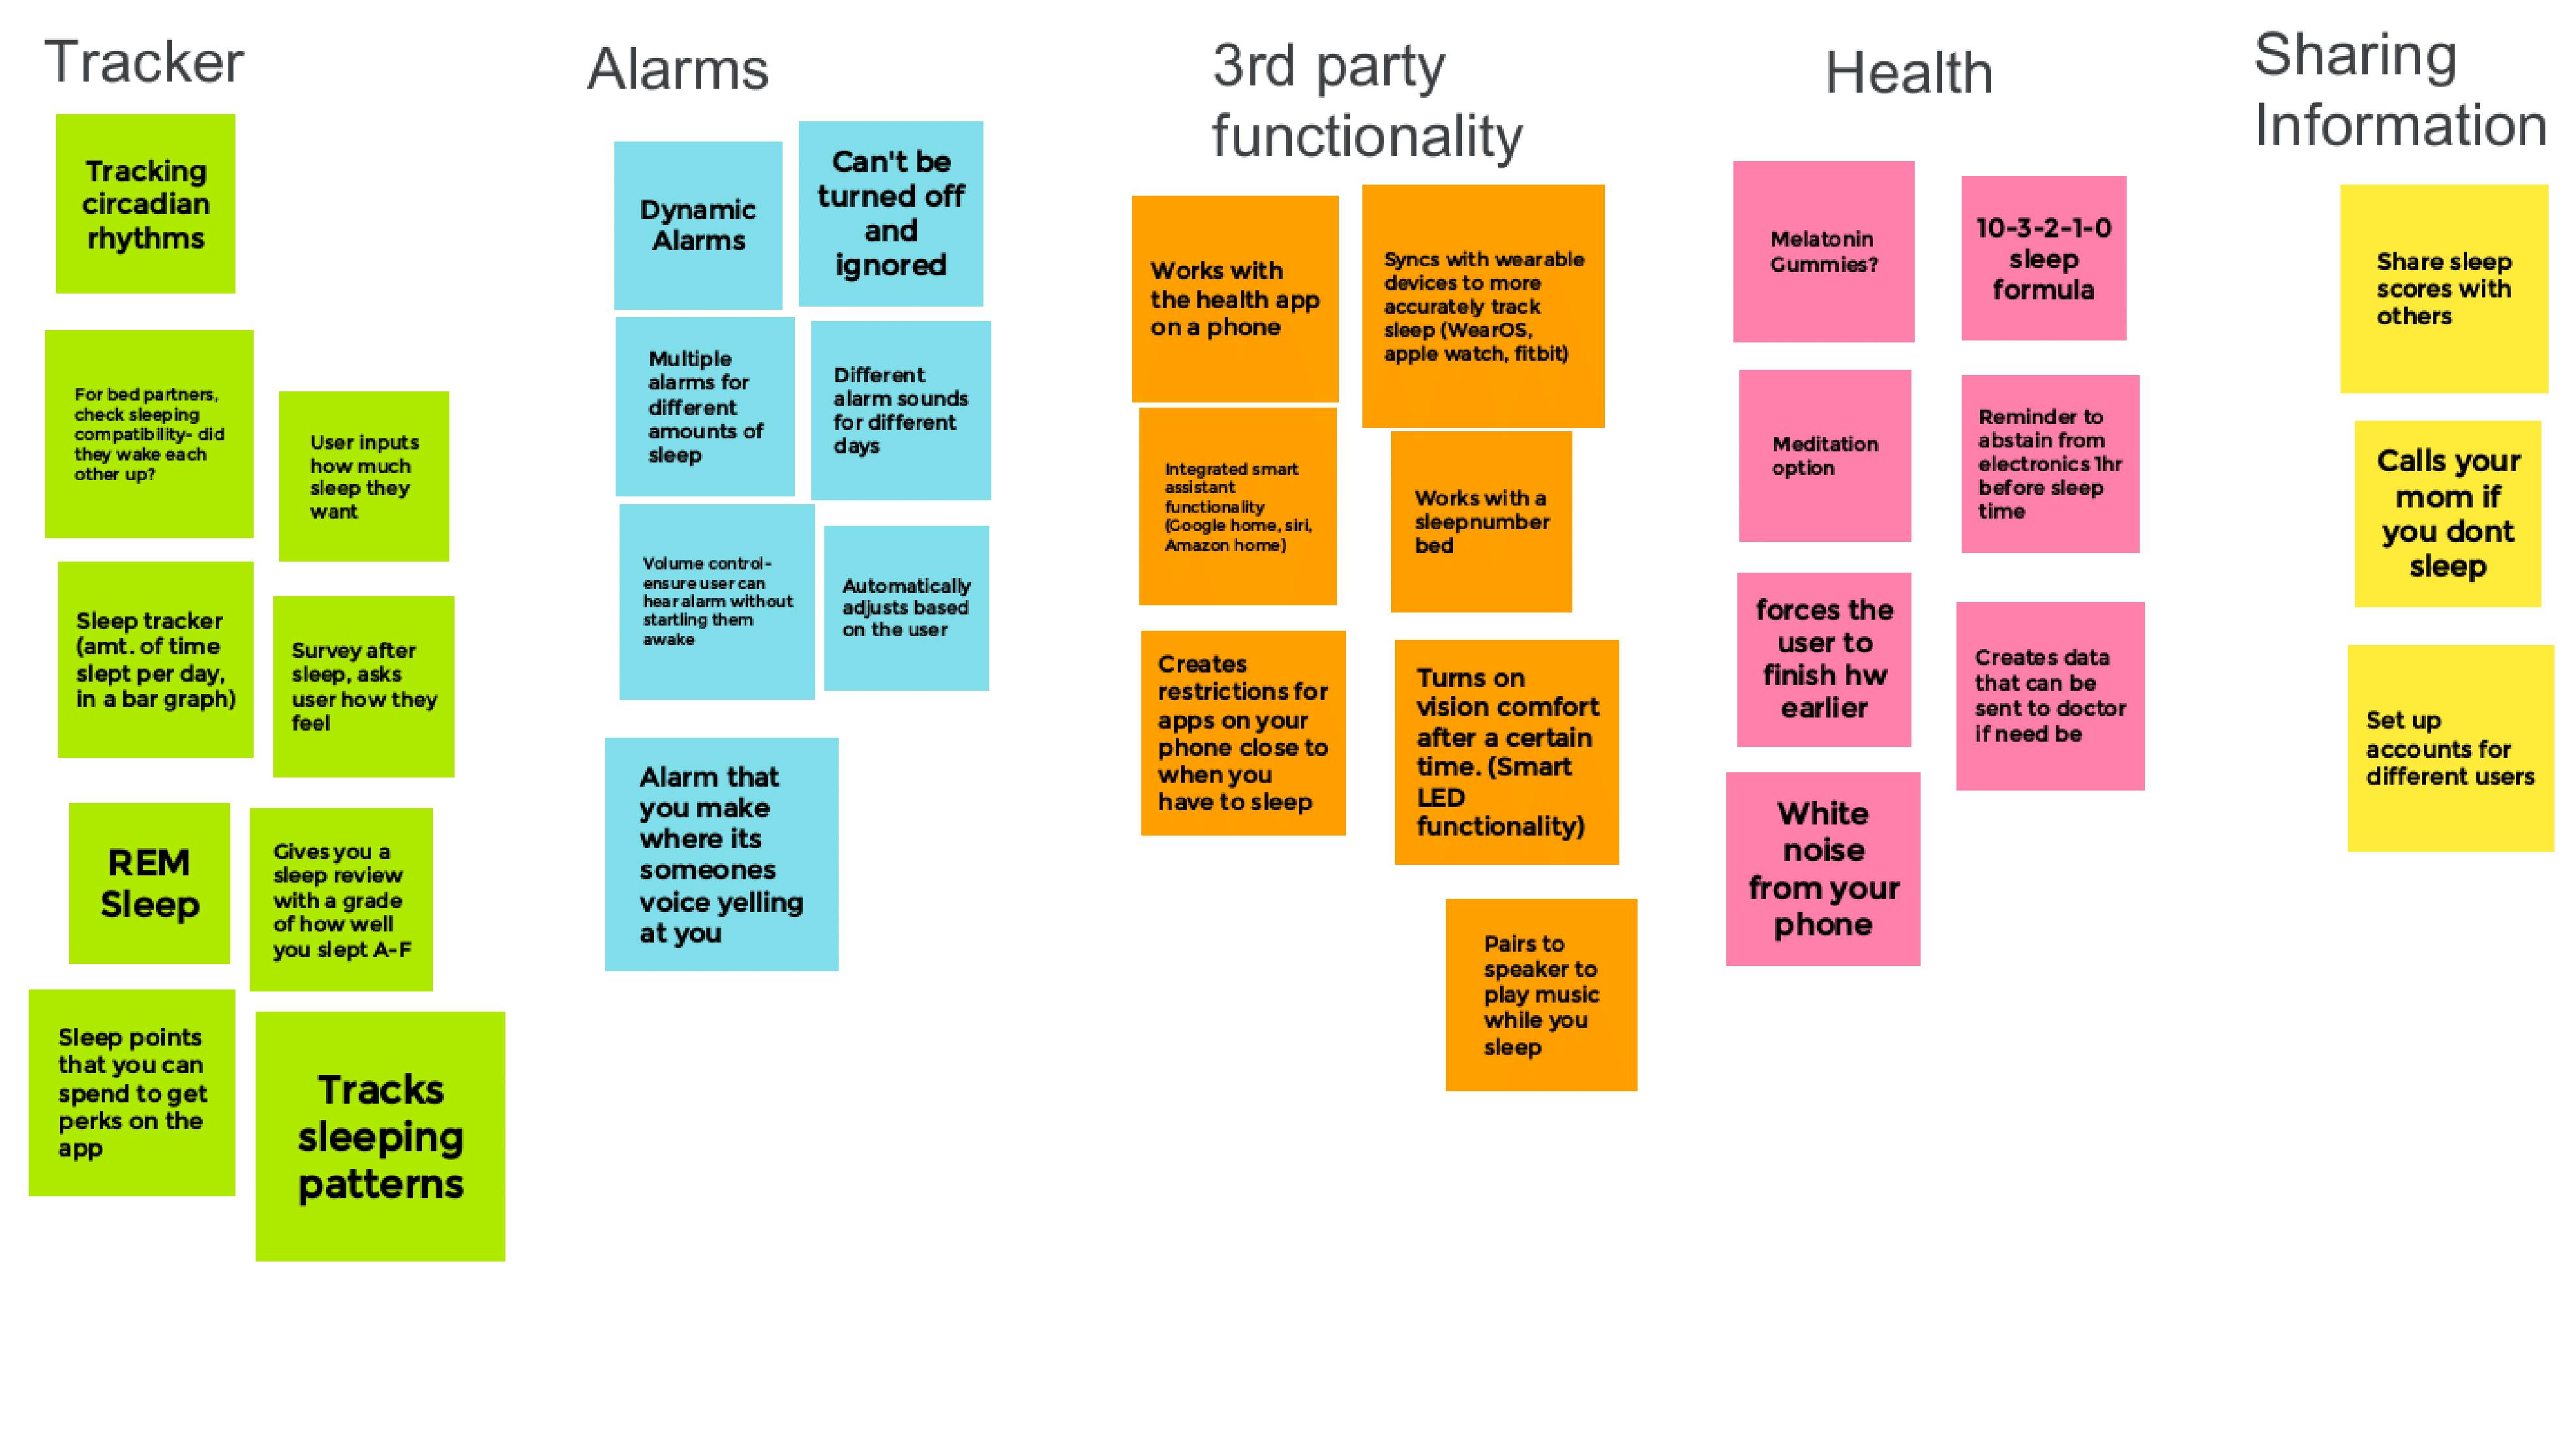 Tracker
Tracking
circadian
rhythms
For bed partners,
check sleeping
compatibility- did
they wake each
other up?
User inputs
how much
sleep they
want
Sleep tracker
(amt. of time
slept per day,
in a bar graph)
Survey after
sleep, asks
user how they
feel
REM
Sleep
Gives you a
sleep review
with a grade
of how well
you slept A-F
Sleep points
that you can
spend to get
perks on the
app
Tracks
sleeping
patterns
Alarms
Dynamic
Alarms
Can't be
turned off
and
ignored
Multiple
alarms for
different
amounts of
sleep
Different
alarm sounds
for different
days
Volume control-
ensure user can
hear alarm without
startling them
awake
Automatically
adjusts based
on the user
Alarm that
you make
where its
someones
voice yelling
at you
3rd party
functionality
Works with
the health app
on a phone
Syncs with wearable
devices to more
accurately track
sleep (WearOS,
apple watch, fitbit)
Integrated smart
assistant
functionality
(Google home, siri,
Amazon home)
Works with a
sleepnumber
bed
Creates
restrictions for
apps on your
phone close to
when you
have to sleep
Turns on
vision comfort
after a certain
time. (Smart
LED
functionality)
Pairs to
speaker to
play music
while you
sleep
Health
Melatonin
Gummies?
10-3-2-1-0
sleep
formula
Meditation
option
Reminder to
abstain from
electronics 1hr
before sleep
time
forces the
user to
finish hw
earlier
Creates data
that can be
sent to doctor
if need be
White
noise
from your
phone
Sharing
Information
Share sleep
scores with
others
Calls your
mom if
you dont
sleep
Set up
accounts for
different users